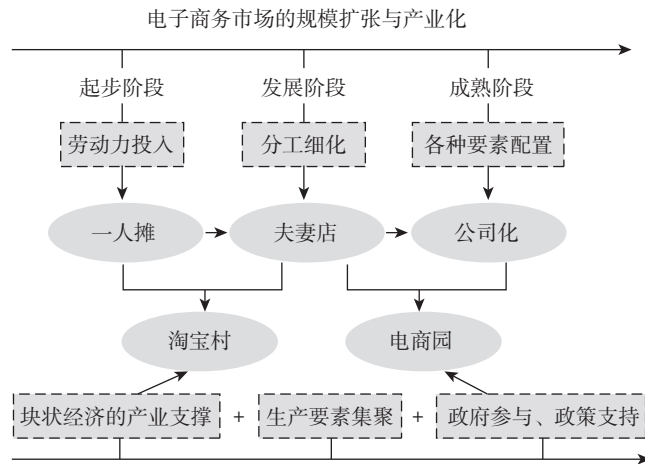 电子商务市场的规模扩张与产业化
起步阶段 发展阶段 成熟阶段
劳动力投入 分工细化 各种要素配置
一人摊 夫妻店 公司化
淘宝村 电商园
块状经济的产业支撑 + 生产要素集聚 + 政府参与、政策支持